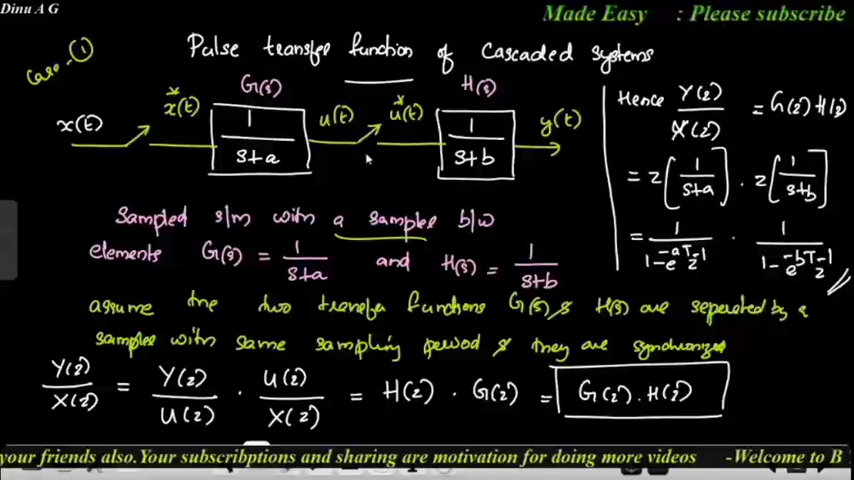 Dinu A G
Made Easy : Please subscribe
Case - ①
Pulse transfer function of Cascaded systems
G(s)
H(s)
x(t)
x*(t)
1/(s+a)
u(t)
u*(t)
1/(s+b)
y(t)
Hence Y(z)/X(z) = G(z) H(z)
= z[1/(s+a)] . z[1/(s+b)]
= 1/(1-e^-aT z^-1) . 1/(1-e^-bT z^-1)
Sampled s/m with a sampler b/w
elements G(s) = 1/(s+a) and H(s) = 1/(s+b)
assume the two transfer functions G(s) & H(s) are seperated by a
sampler with same sampling period & they are synchronized
Y(z)/X(z) = Y(z)/U(z) . U(z)/X(z) = H(z) . G(z) = G(z) . H(z)
your friends also.Your subscribptions and sharing are motivation for doing more videos -Welcome to B